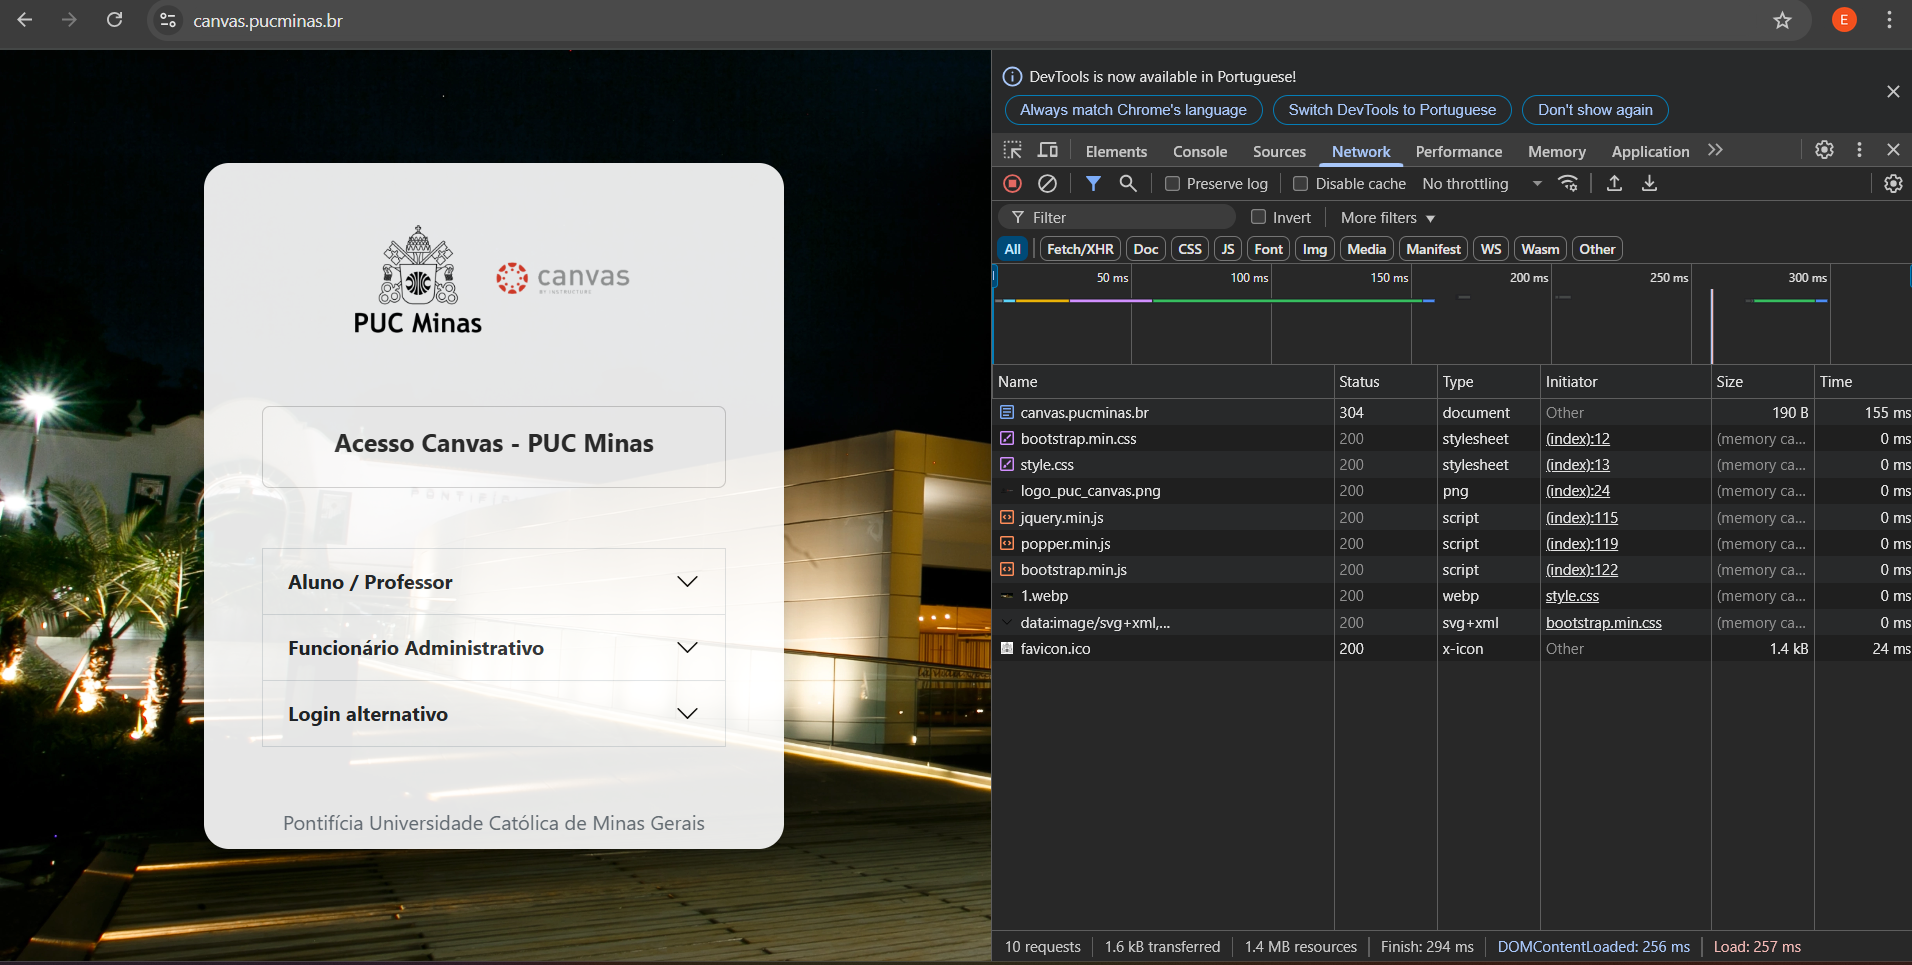 canvas.pucminas.br
E
PUC Minas
canvas
BY INSTRUCTURE
Acesso Canvas - PUC Minas
Aluno / Professor
Funcionário Administrativo
Login alternativo
Pontifícia Universidade Católica de Minas Gerais
DevTools is now available in Portuguese!
Always match Chrome's language Switch DevTools to Portuguese Don't show again
Elements Console Sources Network Performance Memory Application
Preserve log Disable cache No throttling
Filter Invert More filters
All Fetch/XHR Doc CSS JS Font Img Media Manifest WS Wasm Other
50 ms 100 ms 150 ms 200 ms 250 ms 300 ms
Name Status Type Initiator Size Time
canvas.pucminas.br 304 document Other 190 B 155 ms
bootstrap.min.css 200 stylesheet (index):12 (memory ca... 0 ms
style.css 200 stylesheet (index):13 (memory ca... 0 ms
logo_puc_canvas.png 200 png (index):24 (memory ca... 0 ms
jquery.min.js 200 script (index):115 (memory ca... 0 ms
popper.min.js 200 script (index):119 (memory ca... 0 ms
bootstrap.min.js 200 script (index):122 (memory ca... 0 ms
1.webp 200 webp style.css (memory ca... 0 ms
data:image/svg+xml,... 200 svg+xml bootstrap.min.css (memory ca... 0 ms
favicon.ico 200 x-icon Other 1.4 kB 24 ms
10 requests 1.6 kB transferred 1.4 MB resources Finish: 294 ms DOMContentLoaded: 256 ms Load: 257 ms